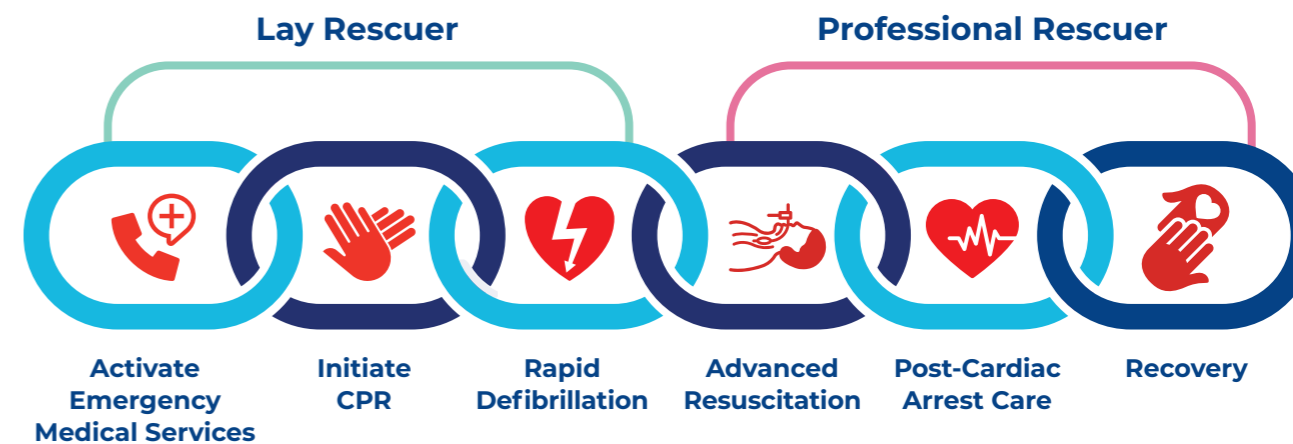 Lay Rescuer
Professional Rescuer
Activate
Emergency
Medical Services
Initiate
CPR
Rapid
Defibrillation
Advanced
Resuscitation
Post-Cardiac
Arrest Care
Recovery